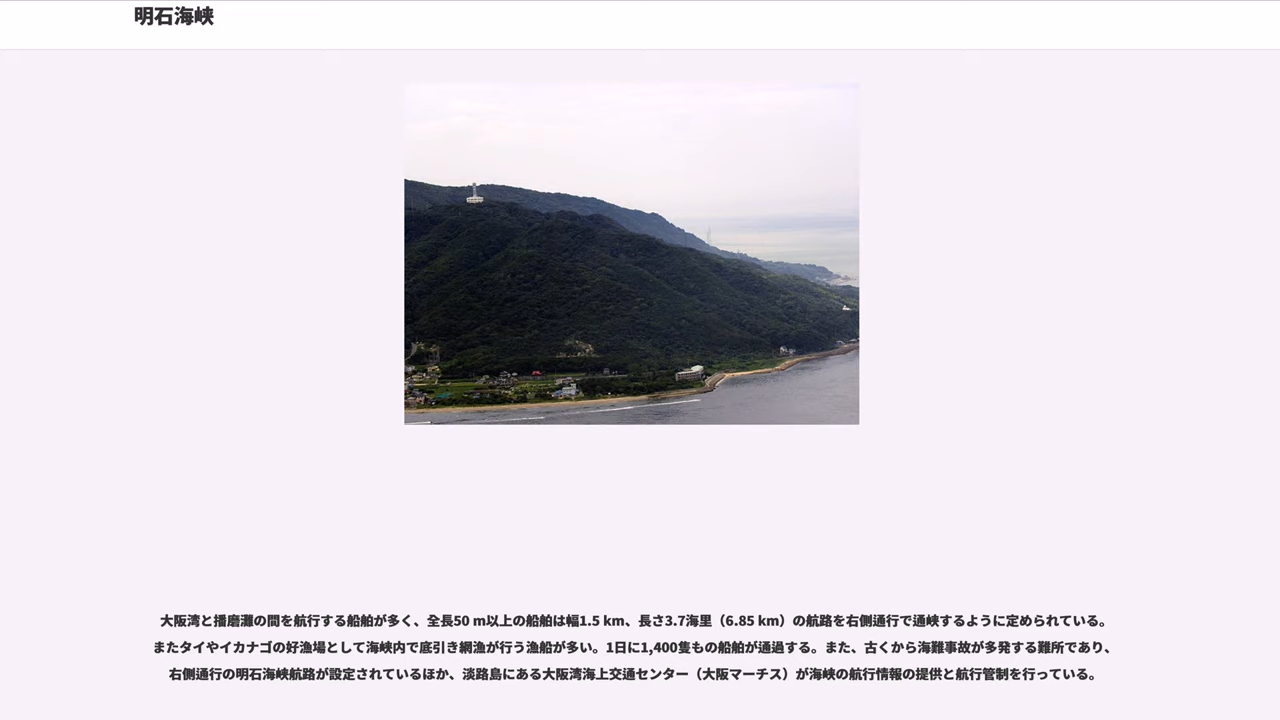 明石海峡
大阪湾と播磨灘の間を航行する船舶が多く、全長50 m以上の船舶は幅1.5 km、長さ3.7海里（6.85 km）の航路を右側通行で通峡するように定められている。
またタイやイカナゴの好漁場として海峡内で底引き網漁が行う漁船が多い。1日に1,400隻もの船舶が通過する。また、古くから海難事故が多発する難所であり、
右側通行の明石海峡航路が設定されているほか、淡路島にある大阪湾海上交通センター（大阪マーチス）が海峡の航行情報の提供と航行管制を行っている。